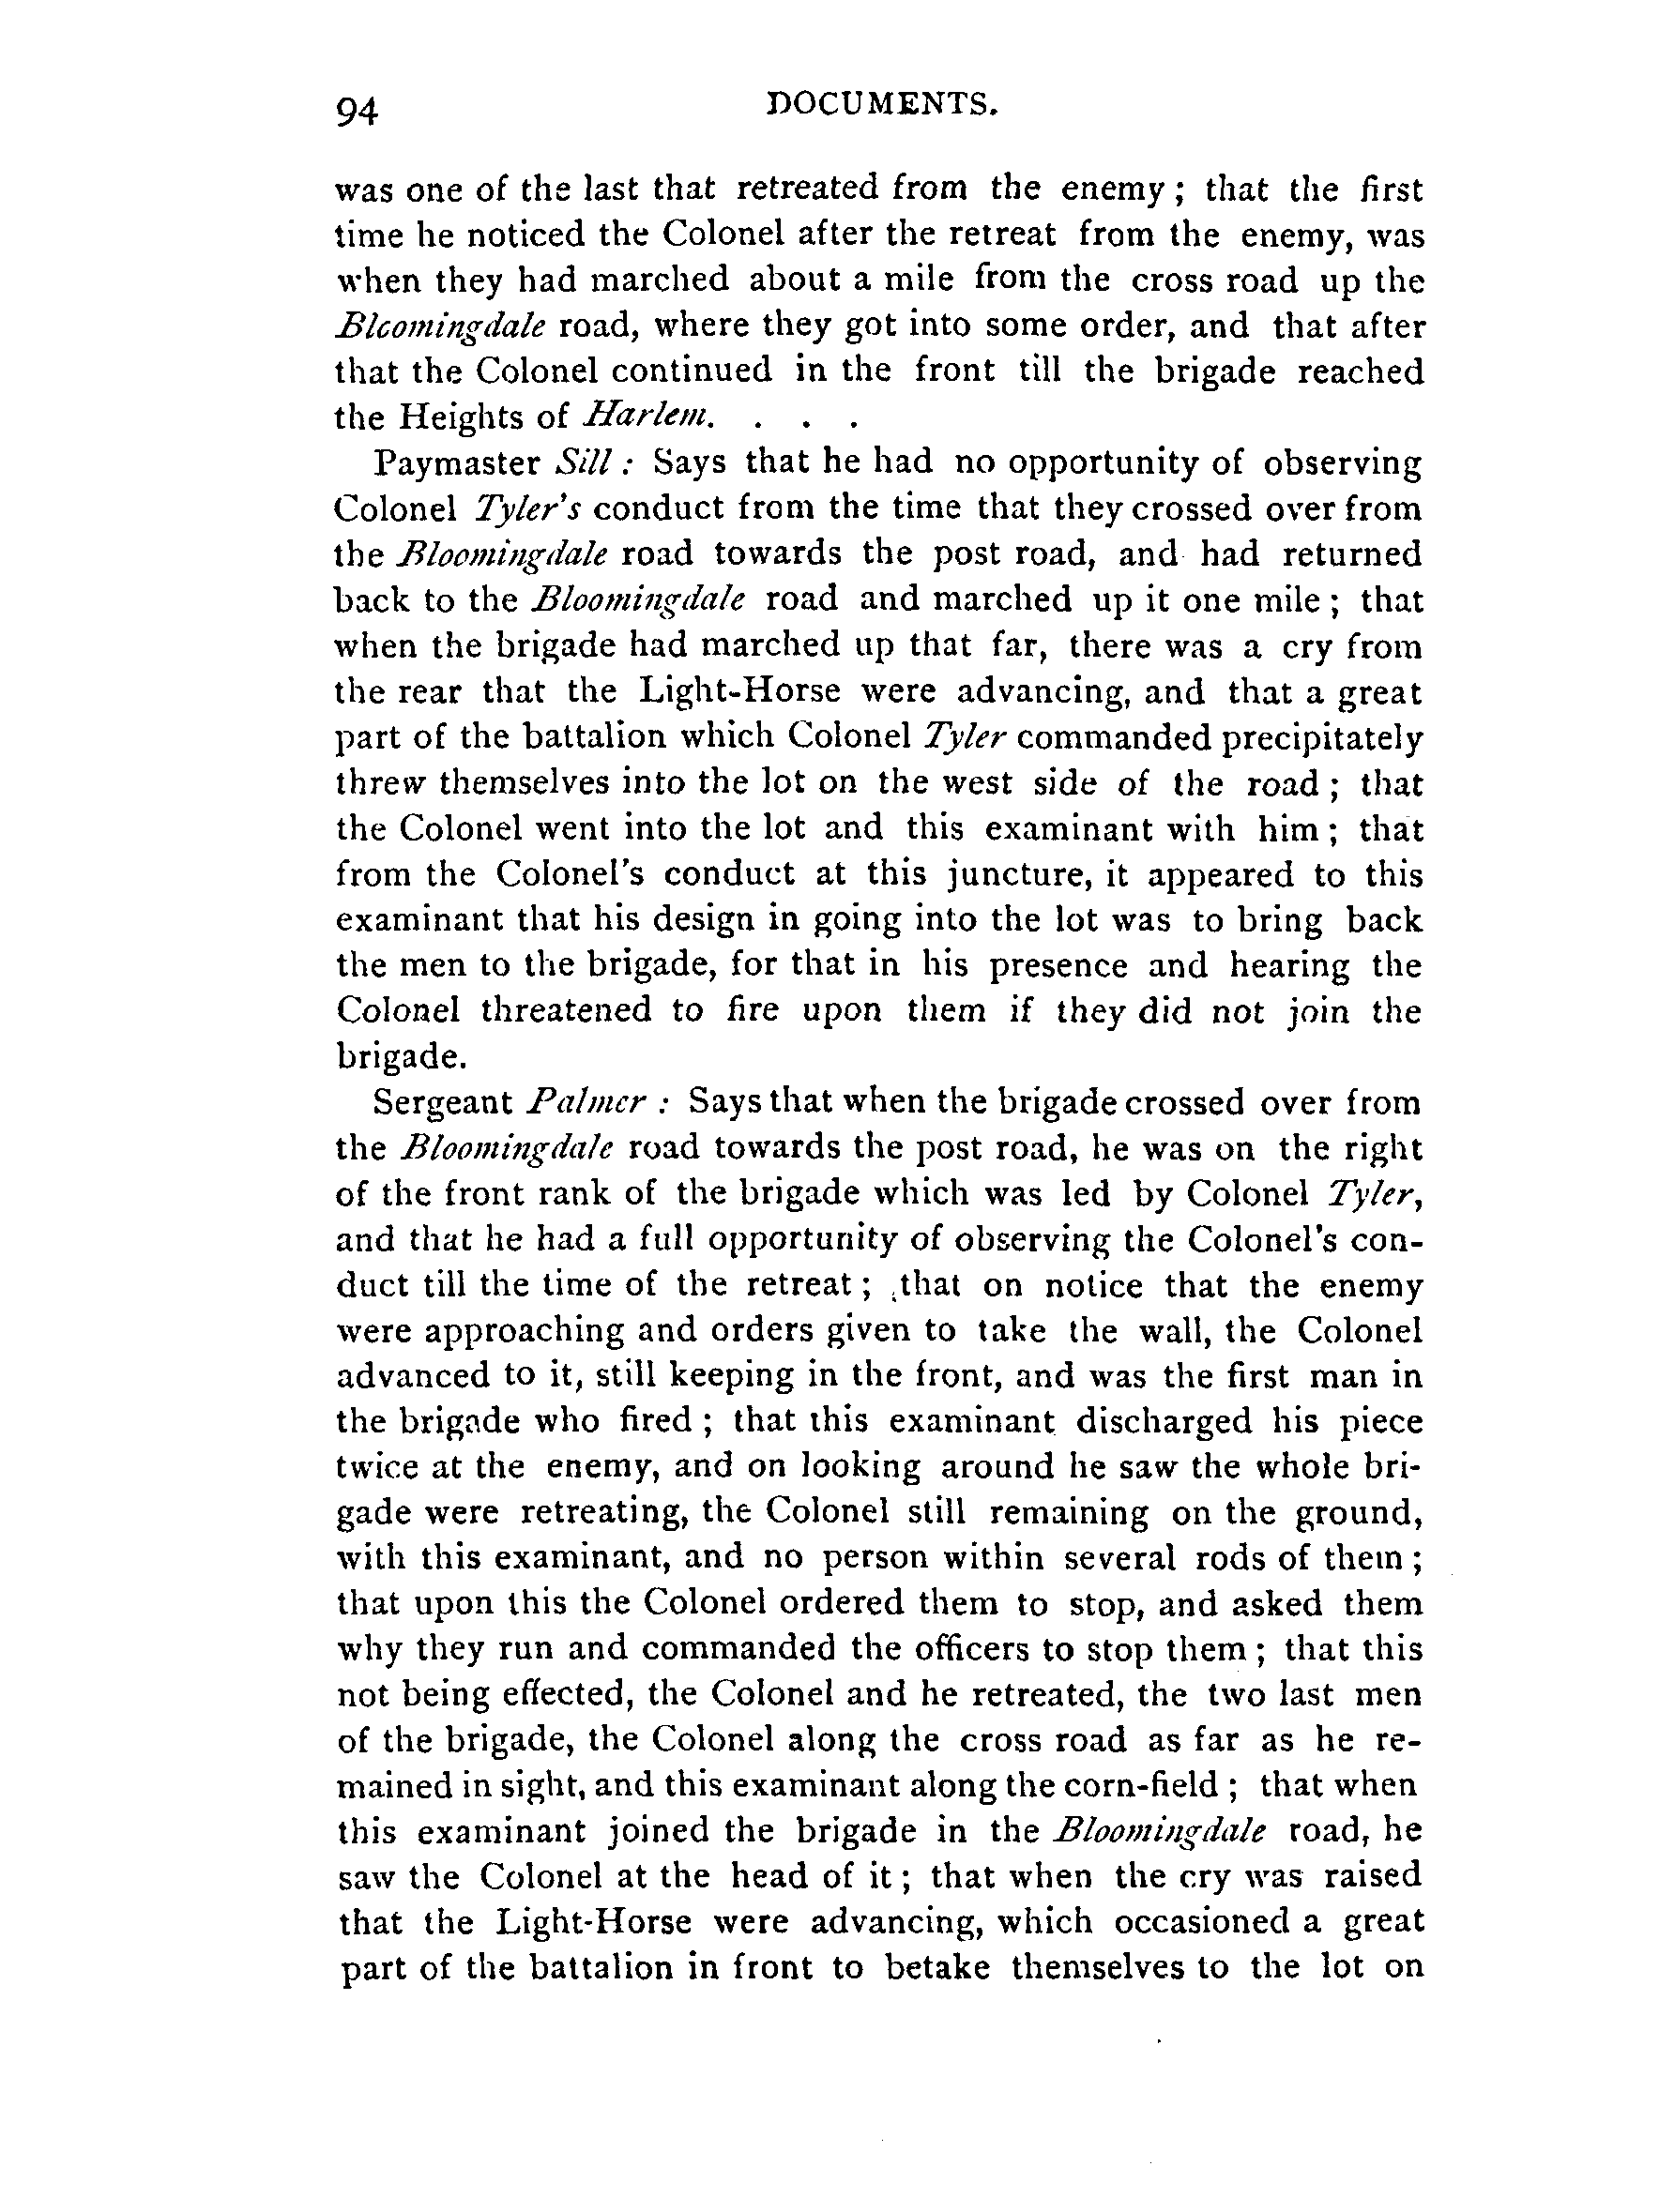 94 DOCUMENTS.
was one of the last that retreated from the enemy; that the first
time he noticed the Colonel after the retreat from the enemy, was
when they had marched about a mile from the cross road up the
Bloomingdale road, where they got into some order, and that after
that the Colonel continued in the front till the brigade reached
the Heights of Harlem. . . .
Paymaster Sill: Says that he had no opportunity of observing
Colonel Tyler's conduct from the time that they crossed over from
the Bloomingdale road towards the post road, and had returned
back to the Bloomingdale road and marched up it one mile; that
when the brigade had marched up that far, there was a cry from
the rear that the Light-Horse were advancing, and that a great
part of the battalion which Colonel Tyler commanded precipitately
threw themselves into the lot on the west side of the road; that
the Colonel went into the lot and this examinant with him; that
from the Colonel's conduct at this juncture, it appeared to this
examinant that his design in going into the lot was to bring back
the men to the brigade, for that in his presence and hearing the
Colonel threatened to fire upon them if they did not join the
brigade.
Sergeant Palmer: Says that when the brigade crossed over from
the Bloomingdale road towards the post road, he was on the right
of the front rank of the brigade which was led by Colonel Tyler,
and that he had a full opportunity of observing the Colonel's con-
duct till the time of the retreat; that on notice that the enemy
were approaching and orders given to take the wall, the Colonel
advanced to it, still keeping in the front, and was the first man in
the brigade who fired; that this examinant discharged his piece
twice at the enemy, and on looking around he saw the whole bri-
gade were retreating, the Colonel still remaining on the ground,
with this examinant, and no person within several rods of them;
that upon this the Colonel ordered them to stop, and asked them
why they run and commanded the officers to stop them; that this
not being effected, the Colonel and he retreated, the two last men
of the brigade, the Colonel along the cross road as far as he re-
mained in sight, and this examinant along the corn-field; that when
this examinant joined the brigade in the Bloomingdale road, he
saw the Colonel at the head of it; that when the cry was raised
that the Light-Horse were advancing, which occasioned a great
part of the battalion in front to betake themselves to the lot on